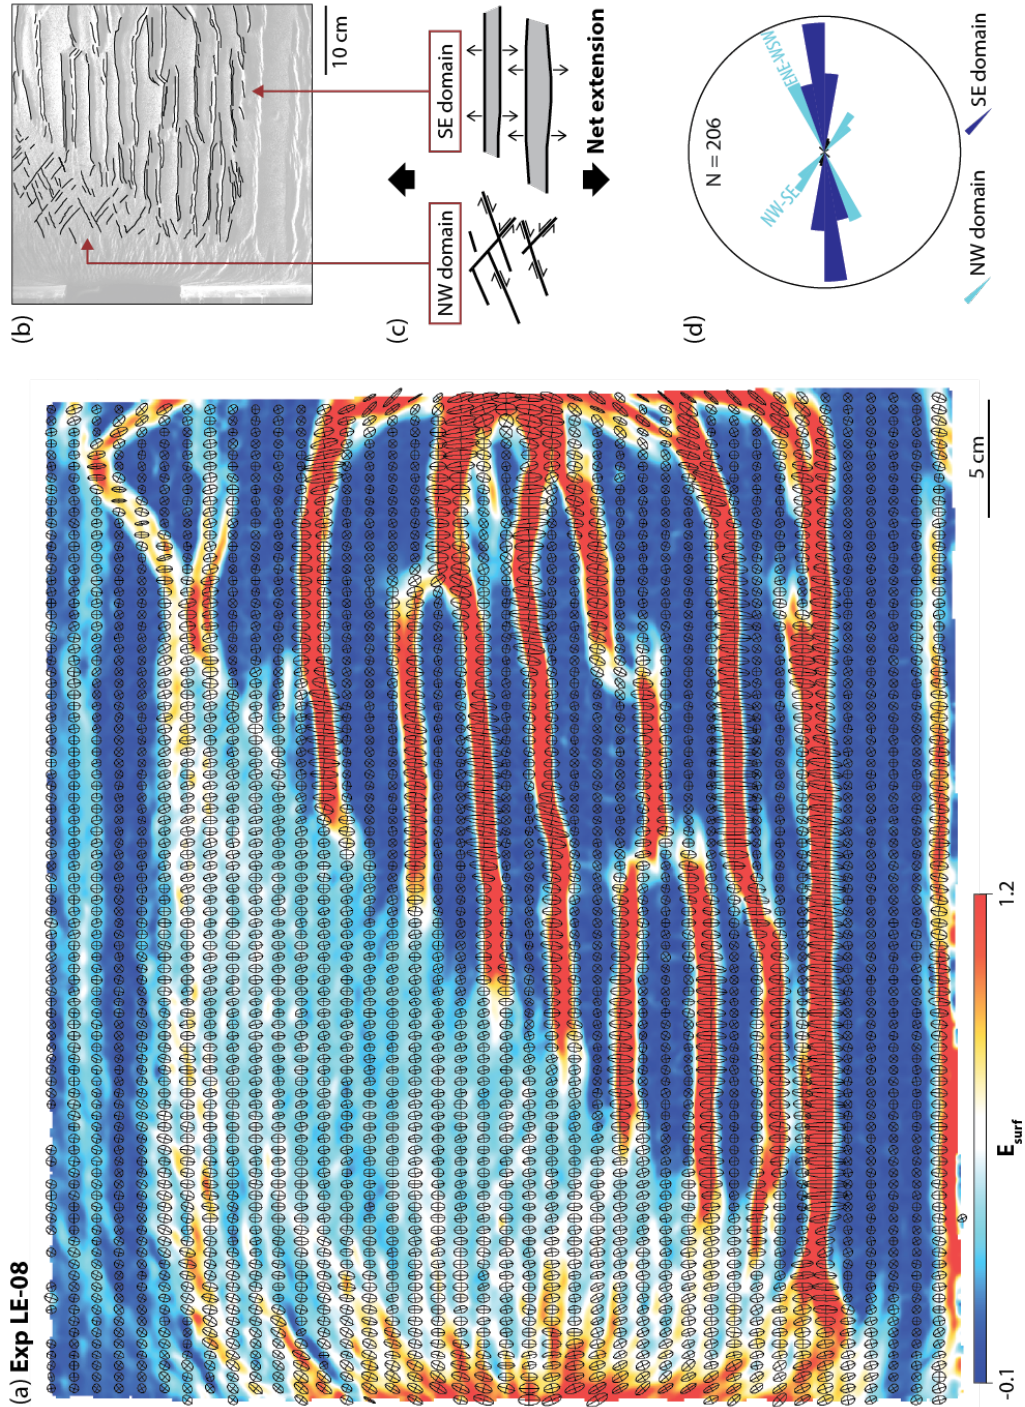 (a) Exp LE-08
-0.1
1.2
E surf
5 cm
(b)
10 cm
(c)
NW domain
SE domain
Net extension
(d)
N = 206
NW-SE
ENE-WSW
NW domain
SE domain